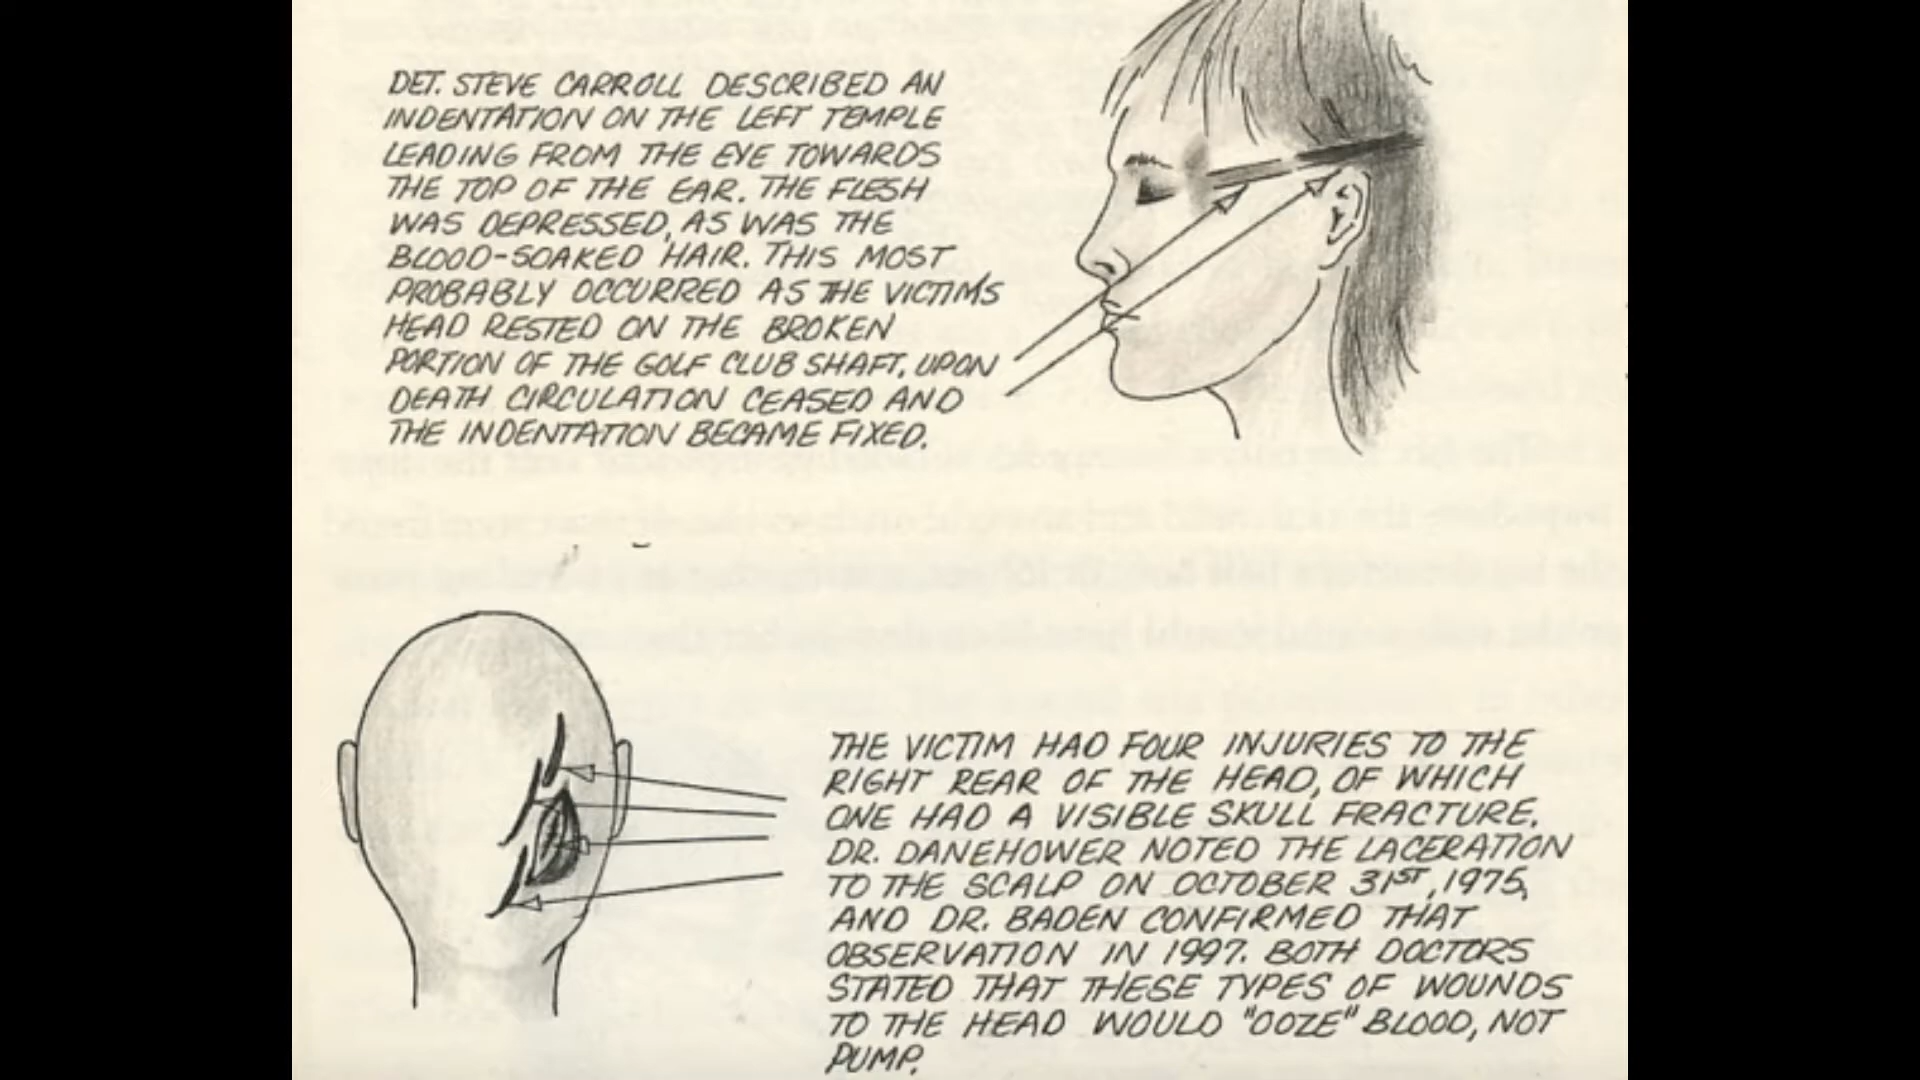 DET. STEVE CARROLL DESCRIBED AN
INDENTATION ON THE LEFT TEMPLE
LEADING FROM THE EYE TOWARDS
THE TOP OF THE EAR. THE FLESH
WAS DEPRESSED, AS WAS THE
BLOOD-SOAKED HAIR. THIS MOST
PROBABLY OCCURRED AS THE VICTIM'S
HEAD RESTED ON THE BROKEN
PORTION OF THE GOLF CLUB SHAFT. UPON
DEATH CIRCULATION CEASED AND
THE INDENTATION BECAME FIXED.
THE VICTIM HAD FOUR INJURIES TO THE
RIGHT REAR OF THE HEAD, OF WHICH
ONE HAD A VISIBLE SKULL FRACTURE.
DR. DANEHOWER NOTED THE LACERATION
TO THE SCALP ON OCTOBER 31ST, 1975,
AND DR. BADEN CONFIRMED THAT
OBSERVATION IN 1997. BOTH DOCTORS
STATED THAT THESE TYPES OF WOUNDS
TO THE HEAD WOULD "OOZE" BLOOD, NOT
PUMP.